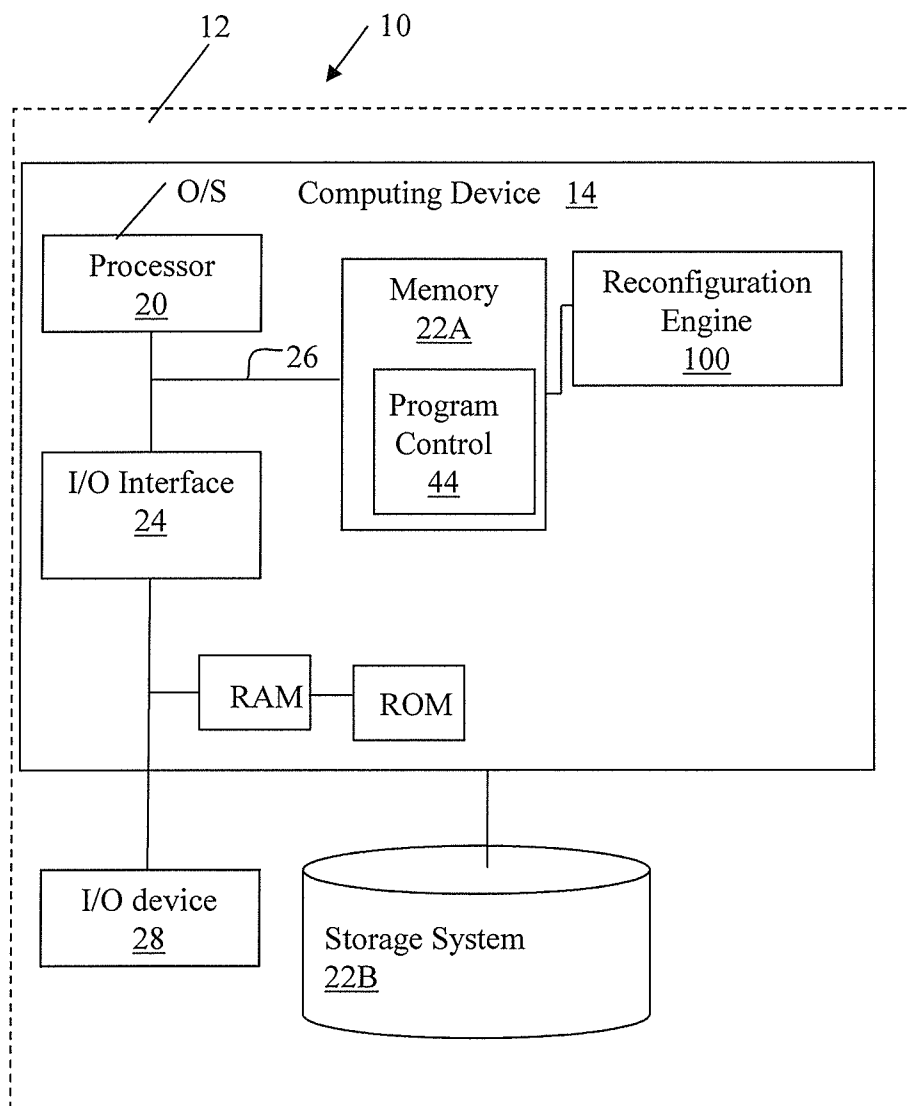 12
10
O/S
Computing Device 14
Processor
20
Memory
22A
Reconfiguration
Engine
100
26
Program
Control
44
I/O Interface
24
RAM
ROM
I/O device
28
Storage System
22B